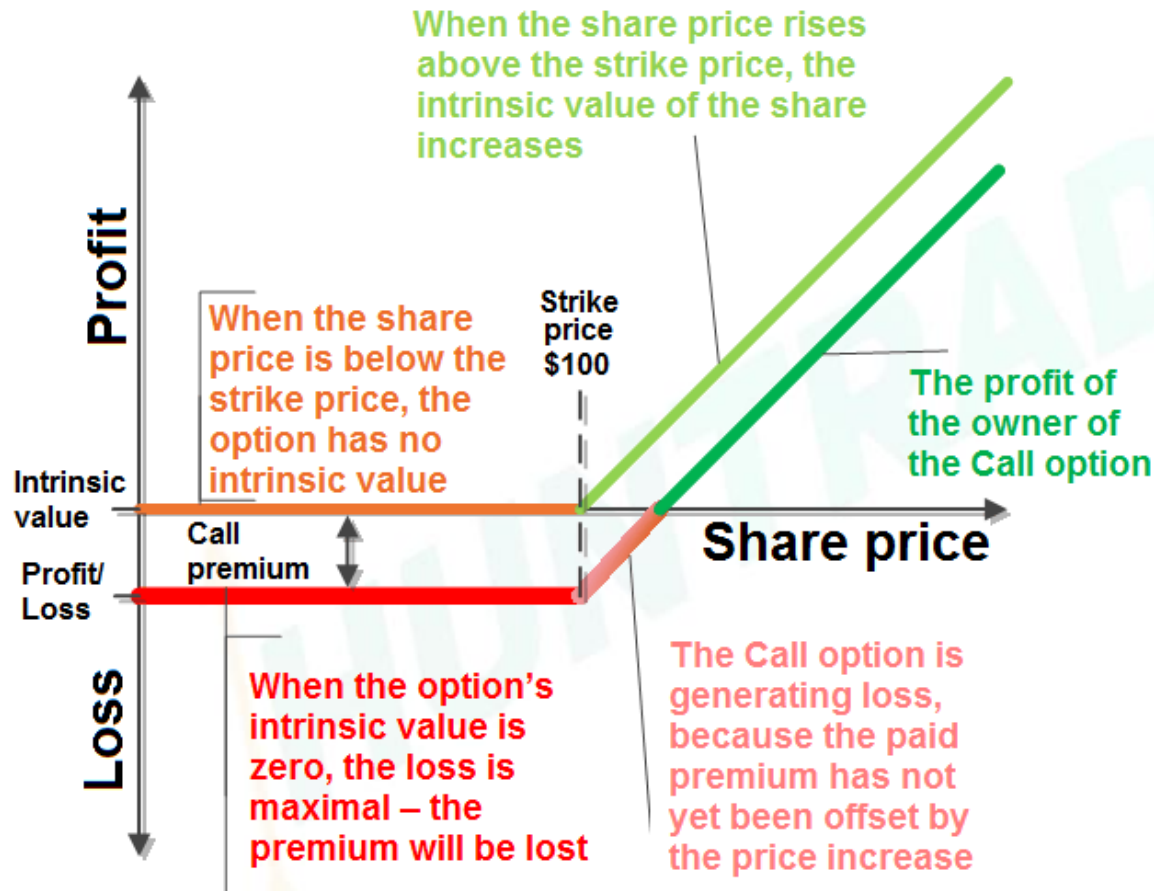 When the share price rises
above the strike price, the
intrinsic value of the share
increases
Profit
When the share
price is below the
strike price, the
option has no
intrinsic value
Strike
price
$100
The profit of
the owner of
the Call option
Intrinsic
value
Call
premium
Share price
Profit/
Loss
Loss
When the option's
intrinsic value is
zero, the loss is
maximal – the
premium will be lost
The Call option is
generating loss,
because the paid
premium has not
yet been offset by
the price increase
HUNTRAD